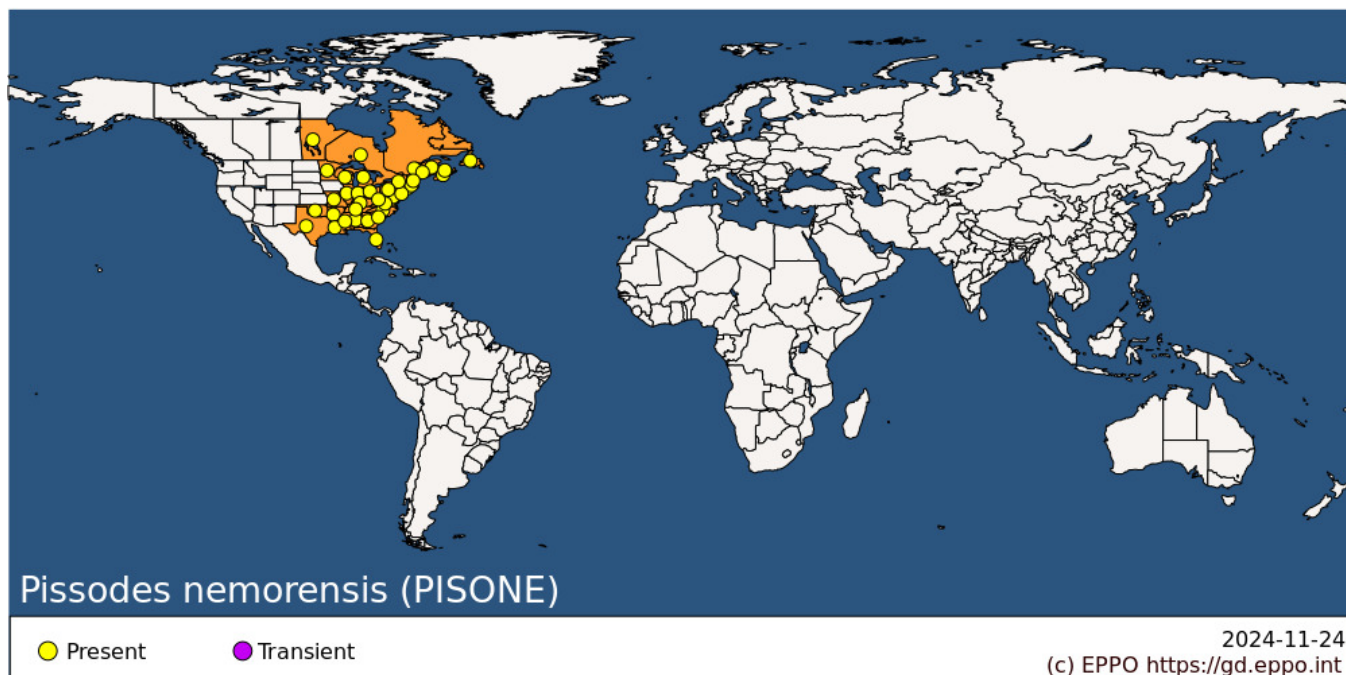 Pissodes nemorensis (PISONE)
Present
Transient
2024-11-24
(c) EPPO https://gd.eppo.int